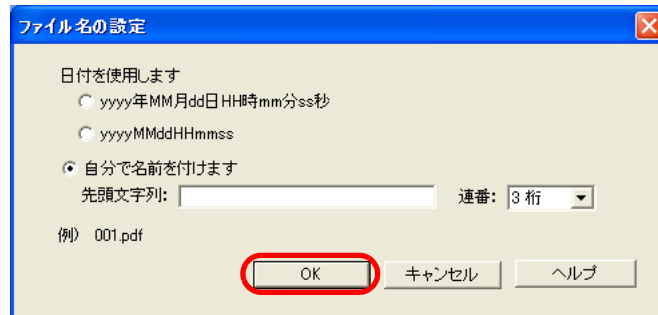 ファイル名の設定
日付を使用します
yyyy年MM月dd日HH時mm分ss秒
yyyyMMddHHmmss
自分で名前を付けます
先頭文字列: 連番: 3 桁
例） 001.pdf
OK キャンセル ヘルプ